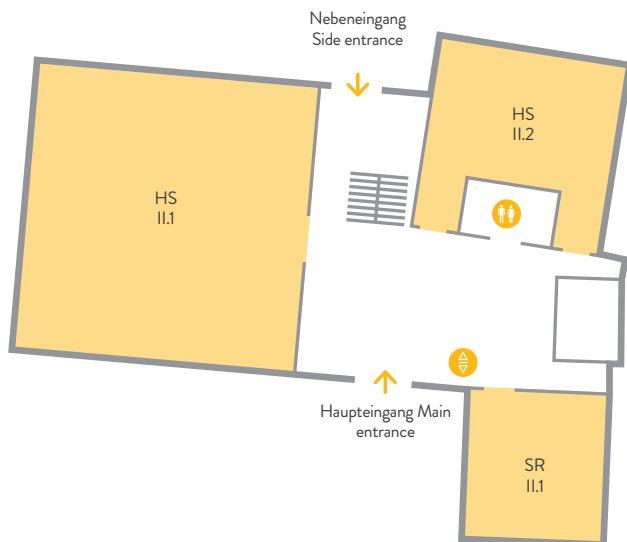 Nebeneingang
Side entrance
HS
II.2
HS
II.1
Haupteingang Main
entrance
SR
II.1